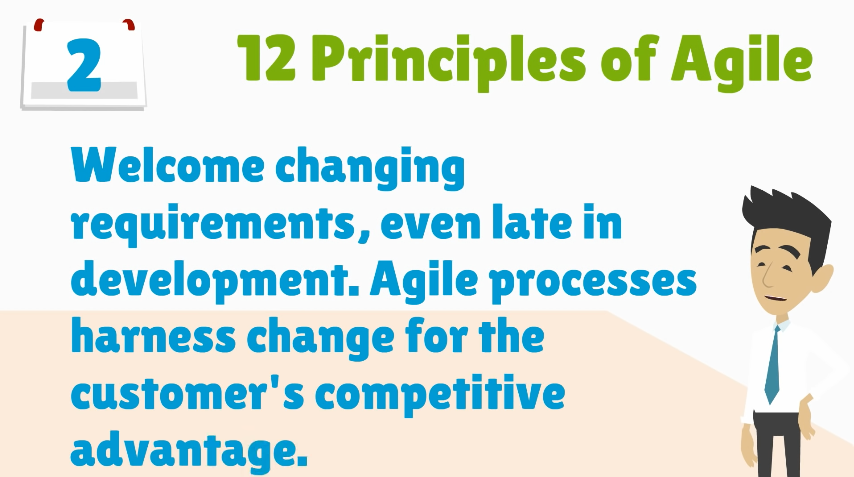 2
12 Principles of Agile
Welcome changing
requirements, even late in
development. Agile processes
harness change for the
customer's competitive
advantage.